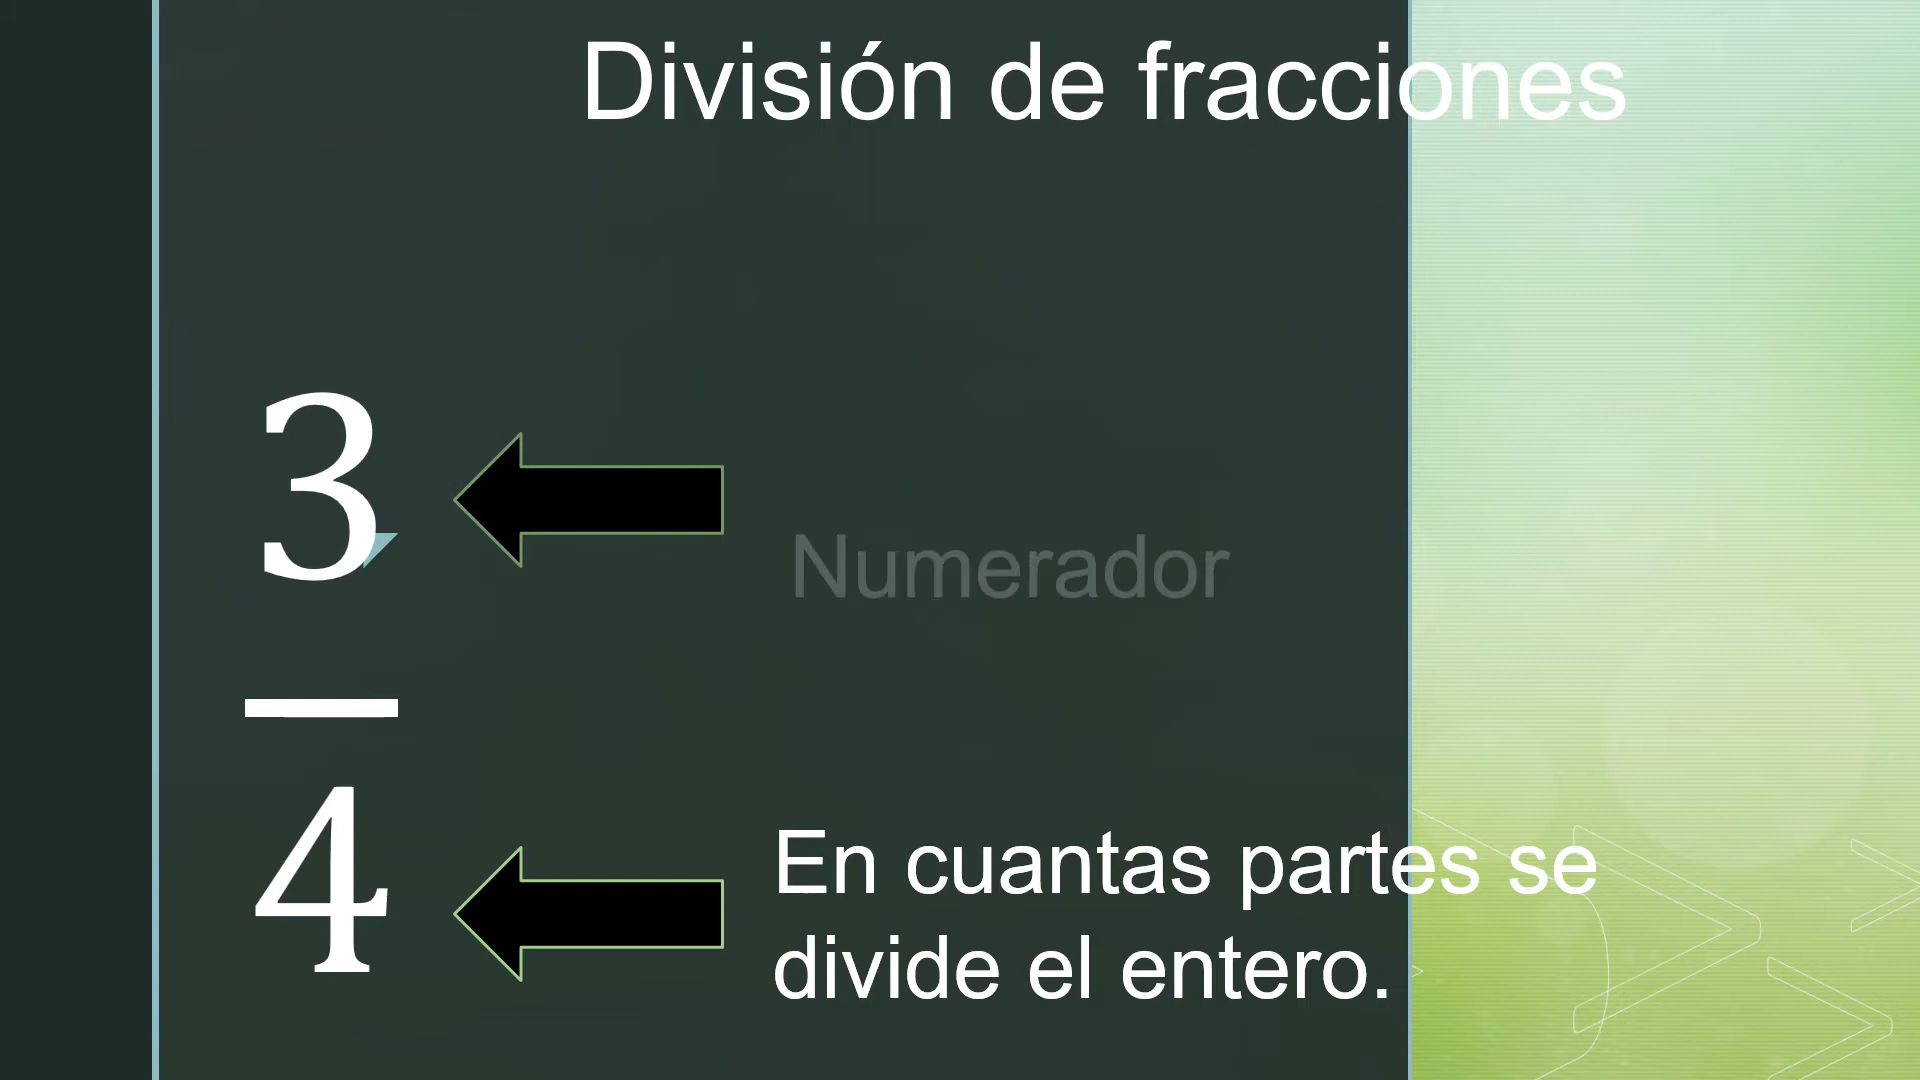 División de fracciones
3
Numerador
4
En cuantas partes se
divide el entero.